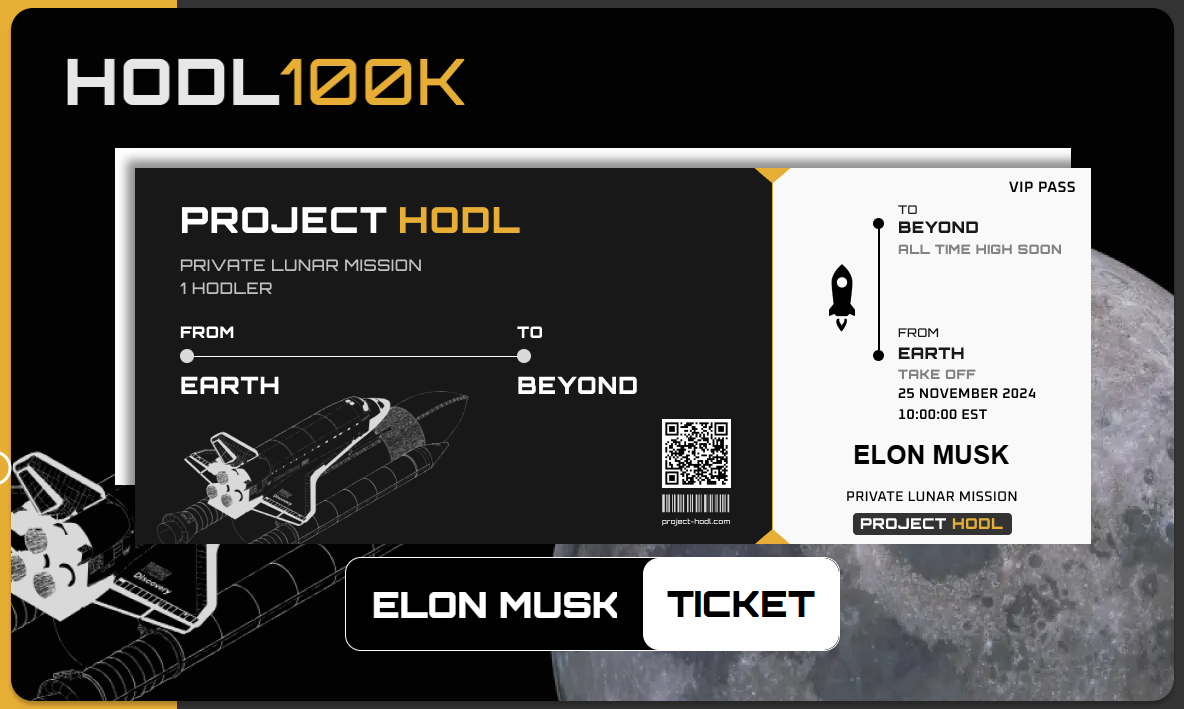 HODL100K
PROJECT HODL
PRIVATE LUNAR MISSION
1 HODLER
FROM
TO
EARTH
BEYOND
project-hodl.com
VIP PASS
TO
BEYOND
ALL TIME HIGH SOON
FROM
EARTH
TAKE OFF
25 NOVEMBER 2024
10:00:00 EST
ELON MUSK
PRIVATE LUNAR MISSION
PROJECT HODL
Discovery
Discovery
ELON MUSK TICKET